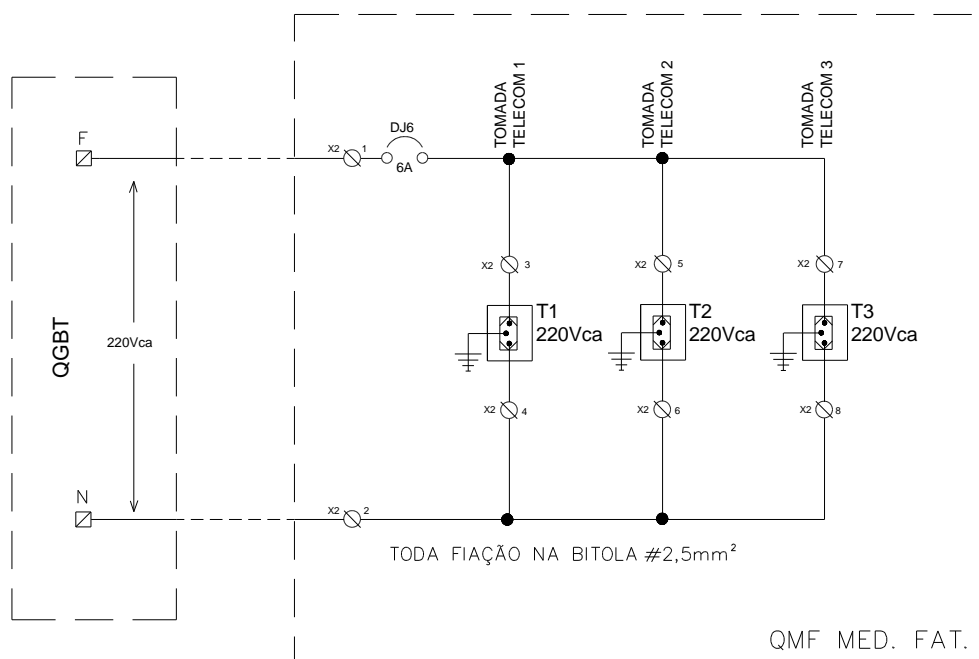 TOMADA
TELECOM 1
TOMADA
TELECOM 2
TOMADA
TELECOM 3
F
X2 1
DJ6
6A
X2 3
X2 5
X2 7
T1
220Vca
T2
220Vca
T3
220Vca
QGBT
220Vca
X2 4
X2 6
X2 8
N
X2 2
TODA FIAÇÃO NA BITOLA #2,5mm²
QMF MED. FAT.